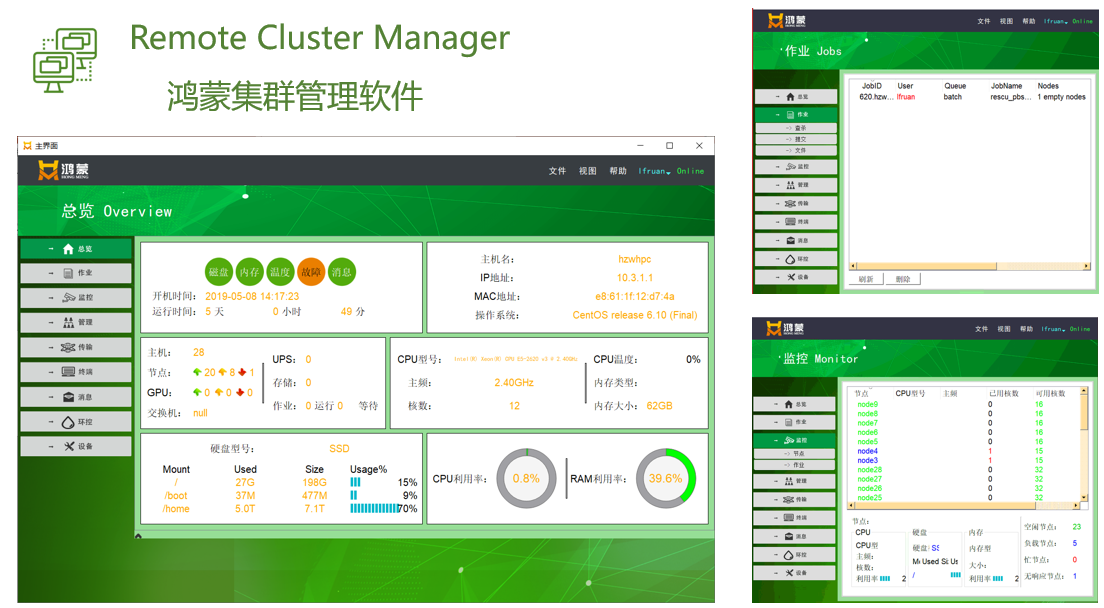 Remote Cluster Manager
鸿蒙集群管理软件
主界面
鸿蒙
HONG MENG
文件 视图 帮助 lfruan Online
总览 Overview
总览
作业
监控
管理
传输
终端
消息
环控
设备
磁盘 内存 温度 故障 消息
开机时间: 2019-05-08 14:17:23
运行时间: 5 天 0 小时 49 分
主机名: hzwhpc
IP地址: 10.3.1.1
MAC地址: e8:61:1f:12:d7:4a
操作系统: CentOS release 6.10 (Final)
主机: 28
节点: 20 8 1
GPU: 0 0 0
交换机: null
UPS: 0
存储: 0
作业: 0 运行 0 等待
CPU型号: Intel(R) Xeon(R) CPU E5-2620 v3 @ 2.40GHz
主频: 2.40GHz
核数: 12
CPU温度: 0%
内存类型:
内存大小: 62GB
硬盘型号: SSD
Mount Used Size Usage%
/ 27G 198G 15%
/boot 37M 477M 9%
/home 5.0T 7.1T 70%
CPU利用率: 0.8%
RAM利用率: 39.6%
鸿蒙
文件 视图 帮助 lfruan Online
作业 Jobs
总览
作业
查条
提交
文件
监控
管理
传输
终端
消息
环控
设备
JobID User Queue JobName Nodes
620.hzw... lfruan batch rescu_pbs... 1 empty nodes
刷新 删除
鸿蒙
文件 视图 帮助 lfruan Online
监控 Monitor
总览
作业
监控
节点
作业
管理
传输
终端
消息
环控
设备
节点 CPU型号 主频 已用核数 可用核数
node9 0 16
node8 0 16
node7 0 16
node6 0 16
node5 0 16
node4 1 15
node3 1 15
node28 0 32
node27 0 32
node26 0 32
node25 0 32
节点:
CPU
CPU型
主频:
核数:
利用率 2
硬盘
硬盘: SS
Mo Used Si: Us
/
内存
内存型
大小:
利用率 2
空闲节点: 23
负载节点: 5
忙节点: 0
无响应节点: 1